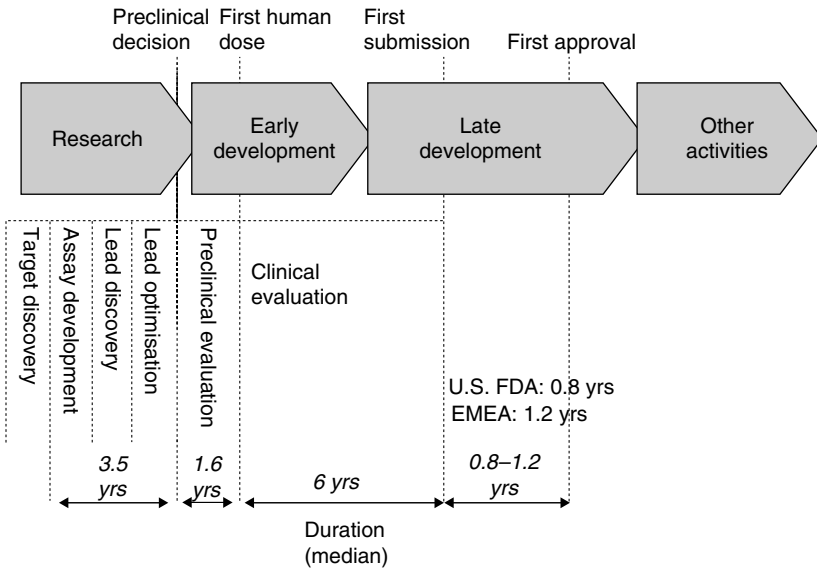 Preclinical
decision
First human
dose
First
submission
First approval
Research
Early
development
Late
development
Other
activities
Target discovery
Assay development
Lead discovery
Lead optimisation
Preclinical evaluation
Clinical
evaluation
U.S. FDA: 0.8 yrs
EMEA: 1.2 yrs
3.5
yrs
1.6
yrs
6 yrs
0.8–1.2
yrs
Duration
(median)